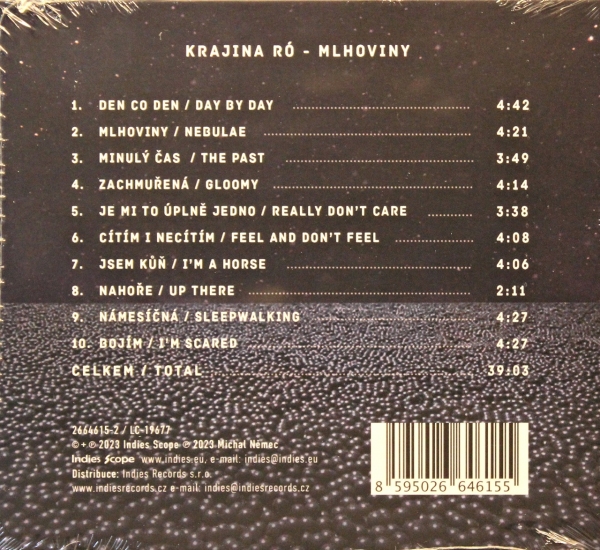 KRAJINA RÓ - MLHOVINY
1. DEN CO DEN / DAY BY DAY 4:42
2. MLHOVINY / NEBULAE 4:21
3. MINULÝ ČAS / THE PAST 3:49
4. ZACHMUŘENÁ / GLOOMY 4:14
5. JE MI TO ÚPLNĚ JEDNO / REALLY DON'T CARE 3:38
6. CÍTÍM I NECÍTÍM / FEEL AND DON'T FEEL 4:08
7. JSEM KŮŇ / I'M A HORSE 4:06
8. NAHOŘE / UP THERE 2:11
9. NÁMESÍČNÁ / SLEEPWALKING 4:27
10. BOJÍM / I'M SCARED 4:27
CELKEM / TOTAL 39:03
2664615-2 / LC-19677
©+℗ 2023 Indies Scope ℗ 2023 Michal Němec
Indies Scope www.indies.eu, e-mail: indies@indies.eu
Distribuce: Indies Records s.r.o.
www.indiesrecords.cz e-mail: indies@indiesrecords.cz
8 595026 646155